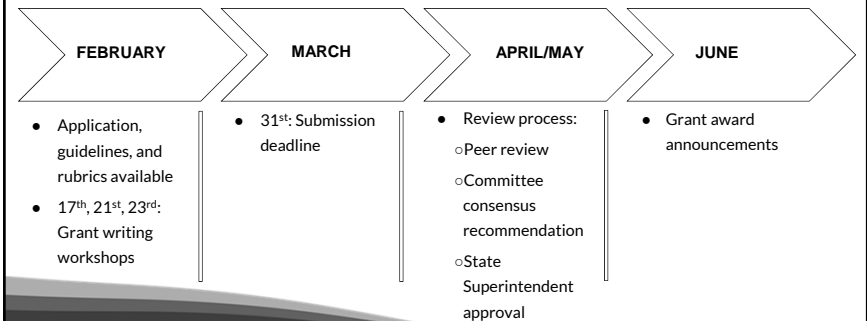 FEBRUARY
● Application,
guidelines, and
rubrics available
● 17th, 21st, 23rd:
Grant writing
workshops
MARCH
● 31st: Submission
deadline
APRIL/MAY
● Review process:
○Peer review
○Committee
consensus
recommendation
○State
Superintendent
approval
JUNE
● Grant award
announcements